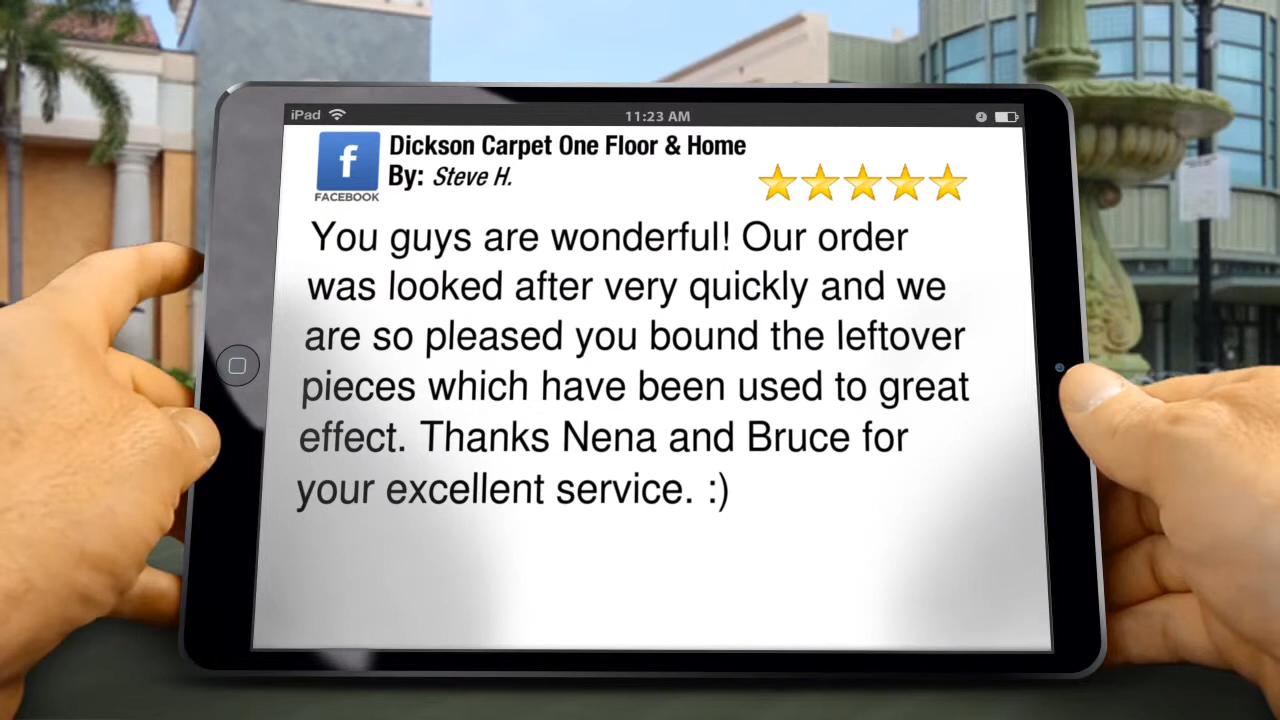 iPad 11:23 AM
f
FACEBOOK
Dickson Carpet One Floor & Home
By: Steve H.
You guys are wonderful! Our order
was looked after very quickly and we
are so pleased you bound the leftover
pieces which have been used to great
effect. Thanks Nena and Bruce for
your excellent service. :)